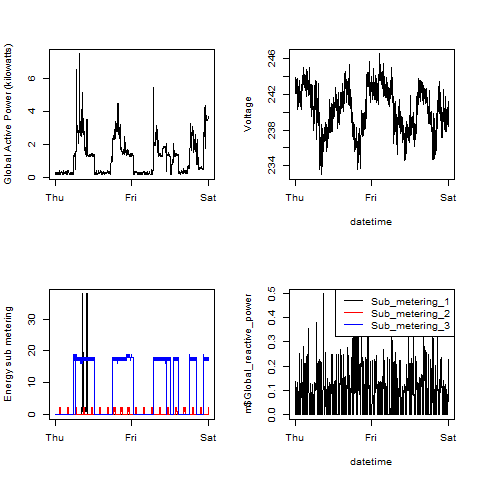 Global Active Power (kilowatts)
0 2 4 6
Thu Fri Sat
Voltage
234 238 242 246
Thu Fri Sat
datetime
Energy sub metering
0 10 20 30
Thu Fri Sat
m$Global_reactive_power
0.0 0.1 0.2 0.3 0.4 0.5
Sub_metering_1
Sub_metering_2
Sub_metering_3
Thu Fri Sat
datetime